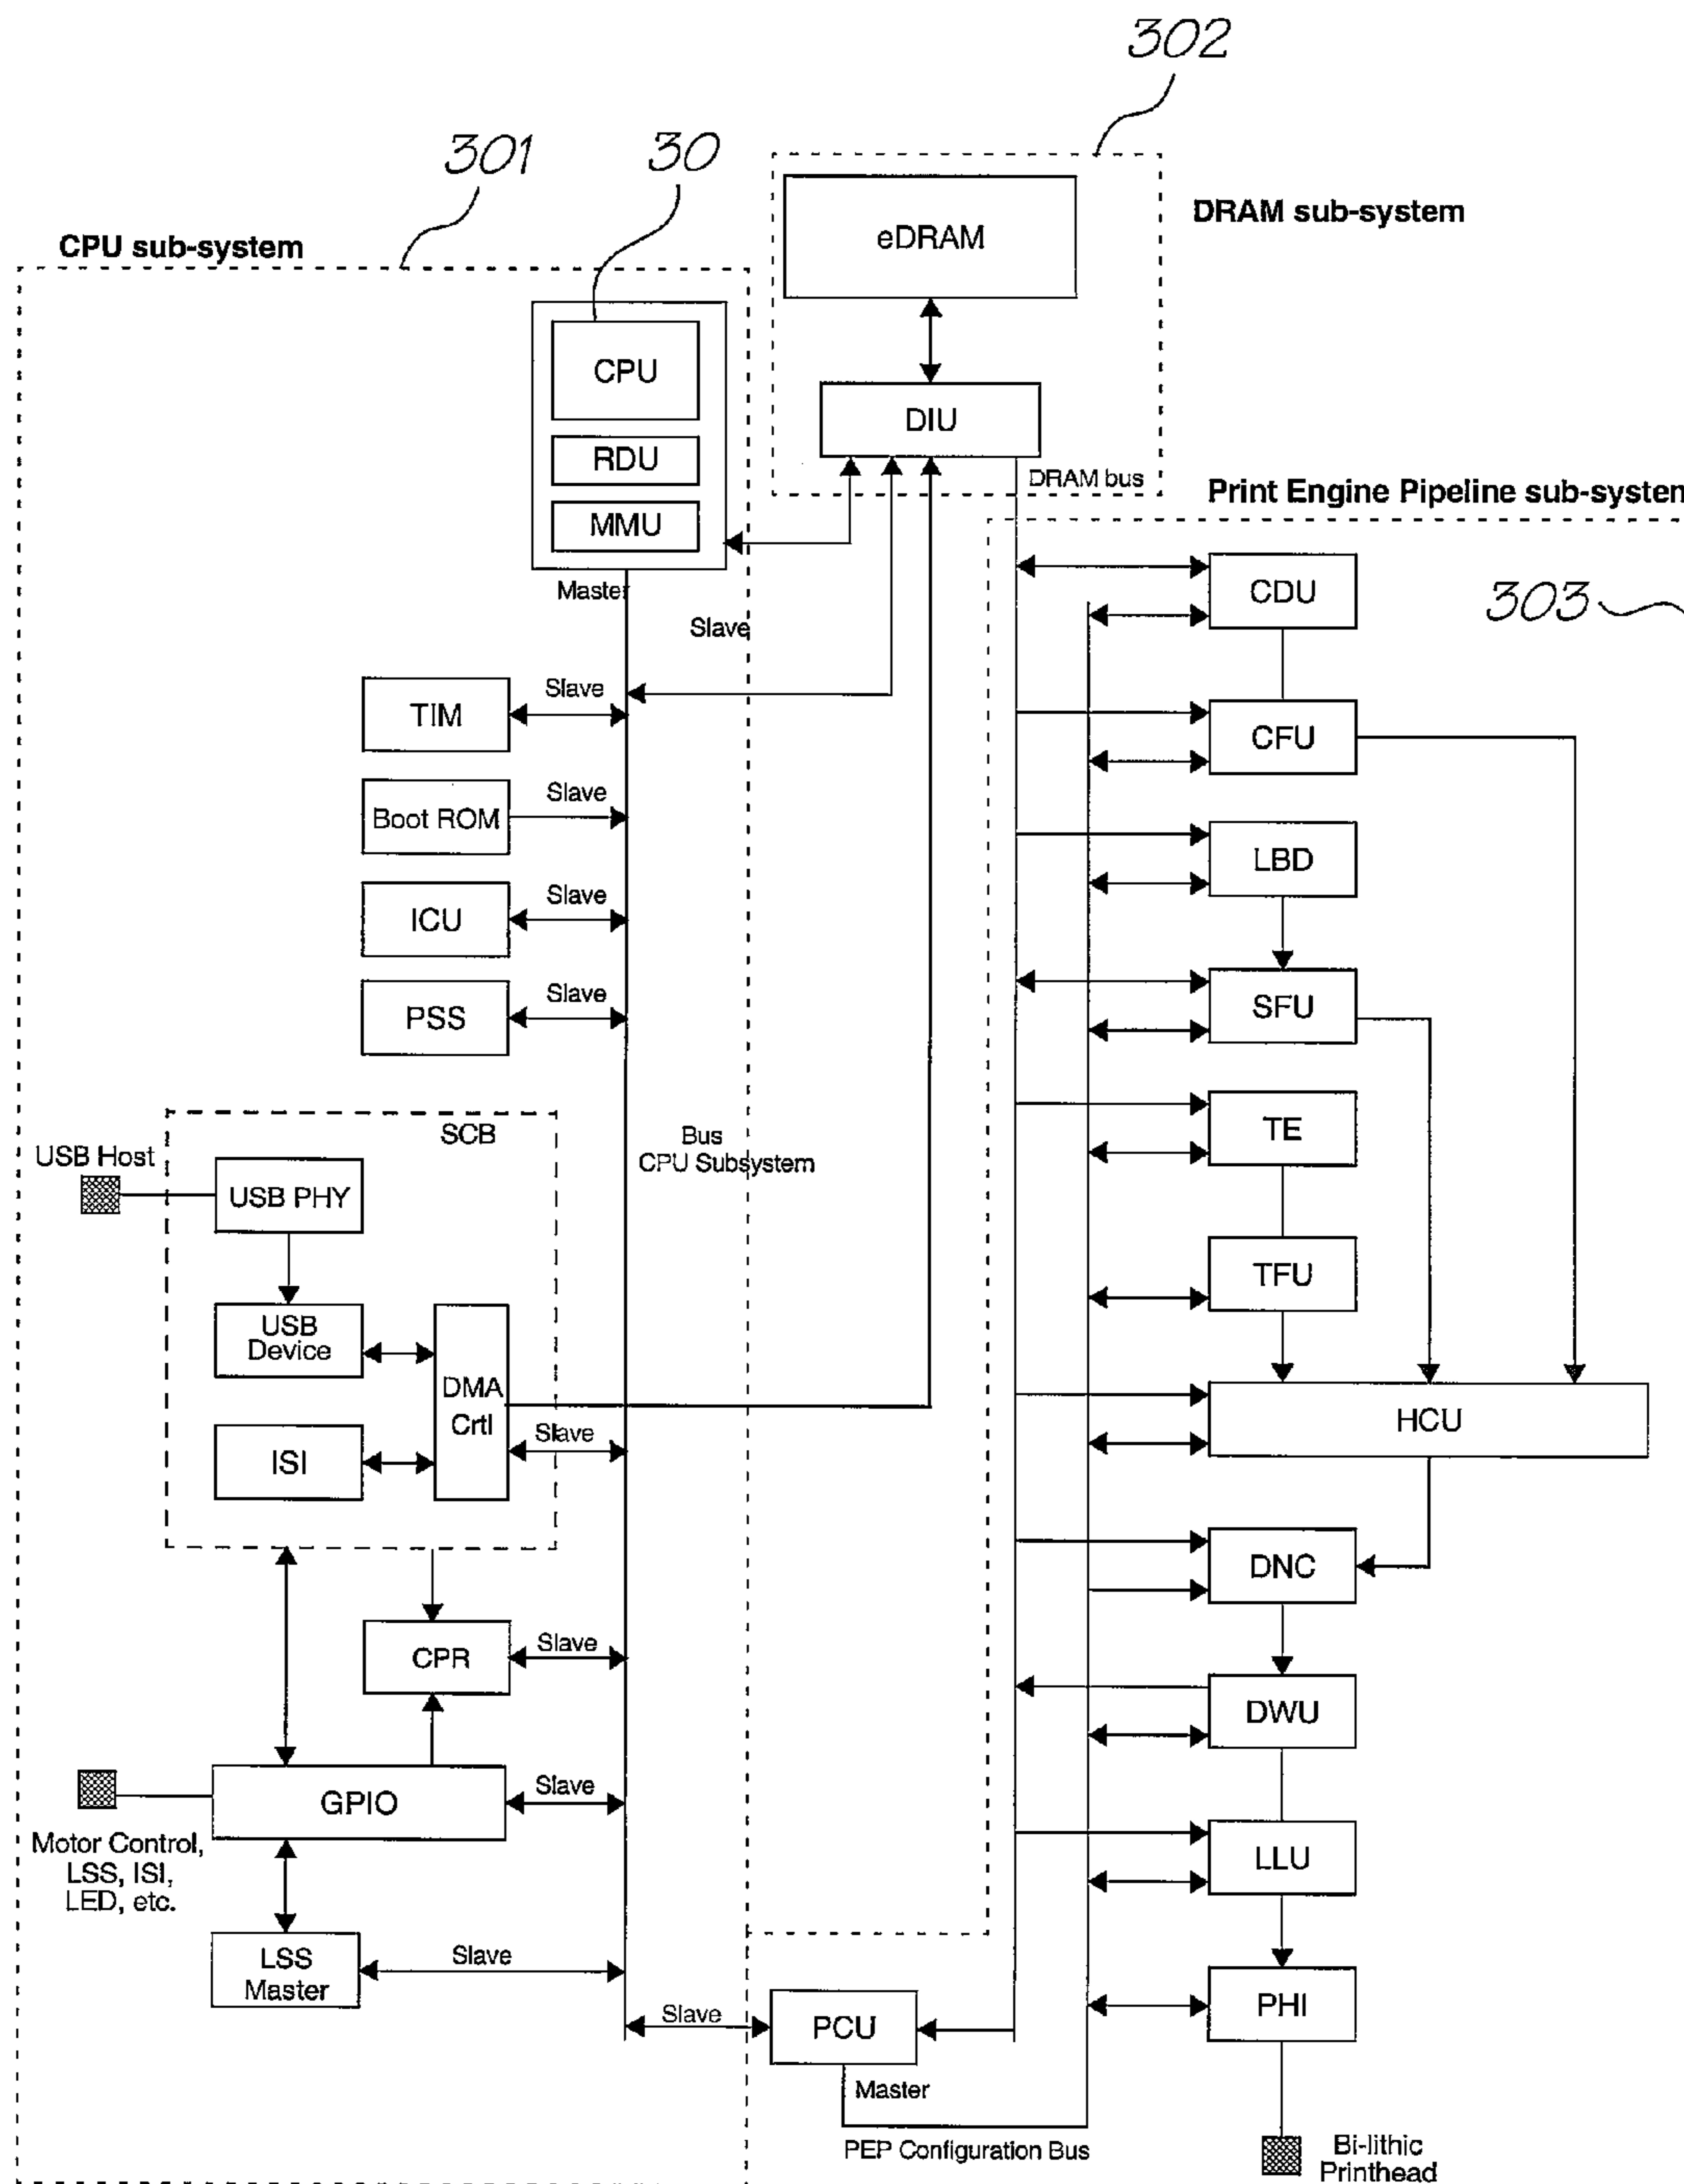 302
301
30
CPU sub-system
DRAM sub-system
eDRAM
CPU
RDU
MMU
Master
DIU
DRAM bus
Print Engine Pipeline sub-system
303
Slave
TIM
Slave
Boot ROM
Slave
ICU
Slave
PSS
Slave
SCB
USB Host
USB PHY
USB
Device
DMA
Crtl
ISI
Slave
Bus
CPU Subsystem
CPR
Slave
GPIO
Slave
Motor Control,
LSS, ISI,
LED, etc.
LSS
Master
Slave
Slave
PCU
Master
PEP Configuration Bus
CDU
CFU
LBD
SFU
TE
TFU
HCU
DNC
DWU
LLU
PHI
Bi-lithic
Printhead